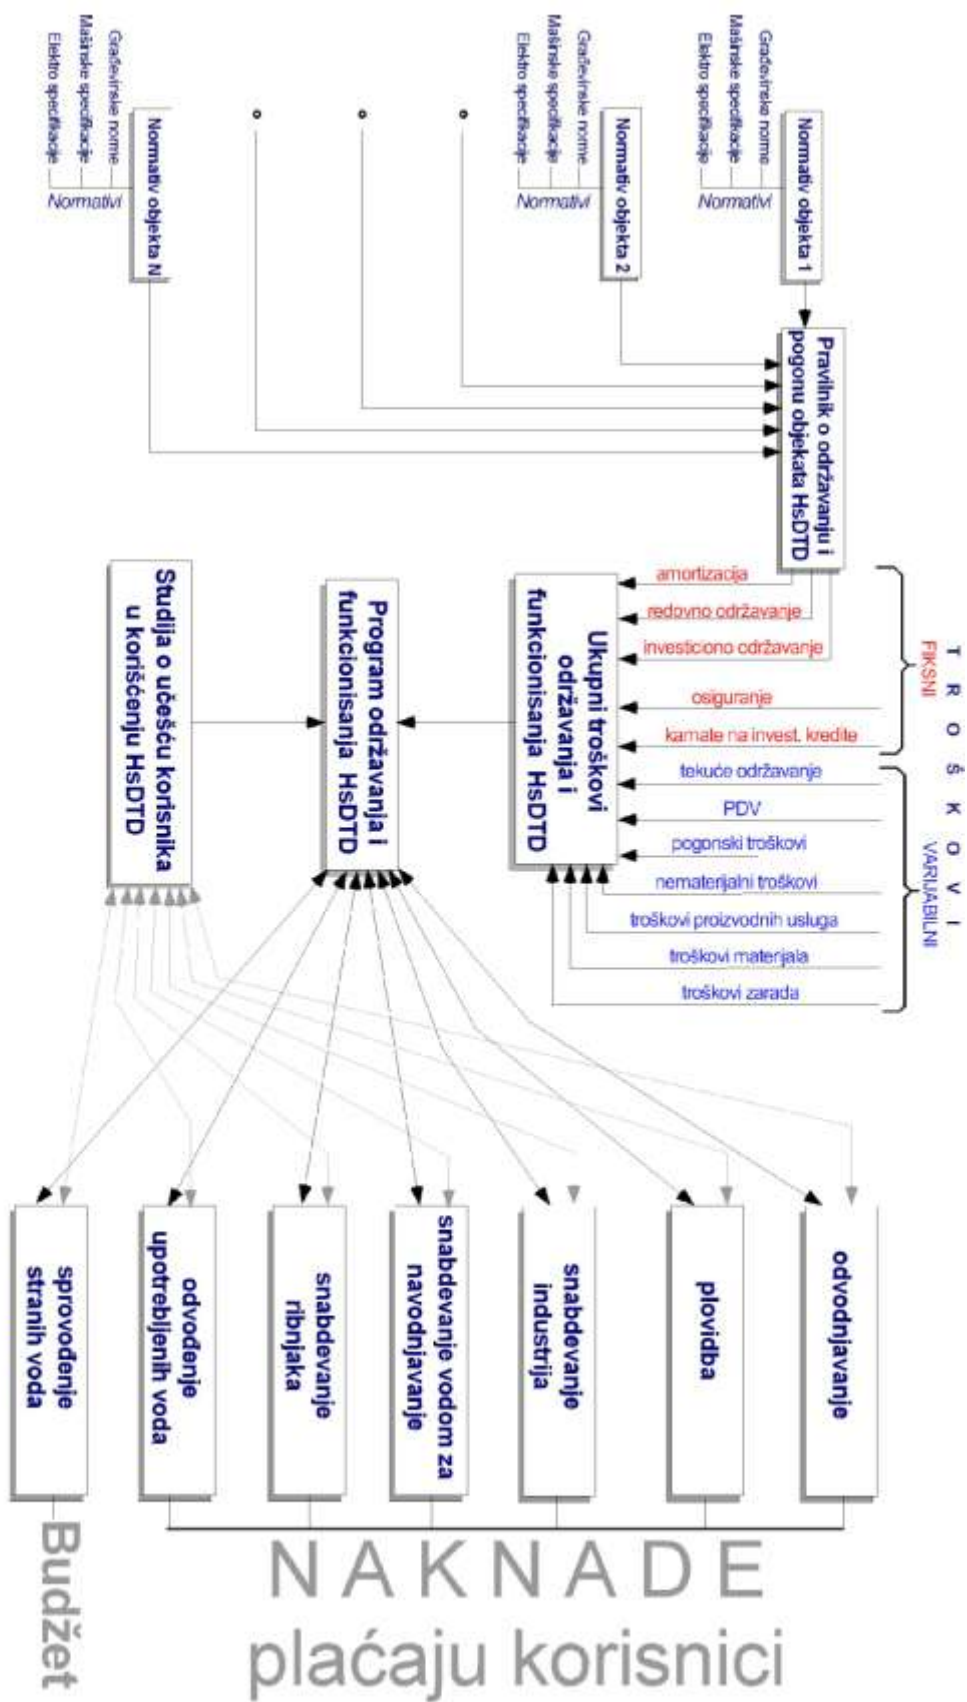 Građevinske norme
Mašinske specifikacije
Elektro specifikacije
Normativi
Normativ objekta 1
Građevinske norme
Mašinske specifikacije
Elektro specifikacije
Normativi
Normativ objekta 2
Građevinske norme
Mašinske specifikacije
Elektro specifikacije
Normativi
Normativ objekta N
Pravilnik o održavanju i
pogonu objekata HsDTD
T R O Š K O V I
FIKSNI
VARIJABILNI
amortizacija
redovno održavanje
investiciono održavanje
osiguranje
kamate na invest. kredite
tekuće održavanje
PDV
pogonski troškovi
nematerijalni troškovi
troškovi proizvodnih usluga
troškovi materijala
troškovi zarada
Ukupni troškovi
održavanja i
funkcionisanja HsDTD
Program održavanja i
funkcionisanja HsDTD
Studija o učešću korisnika
u korišćenju HsDTD
odvodnjavanje
plovidba
snabdevanje
industrija
snabdevanje vodom za
navodnjavanje
snabdevanje
ribnjaka
odvođenje
upotrebljenih voda
sprovođenje
stranih voda
NAKNADE
plaćaju korisnici
Budžet